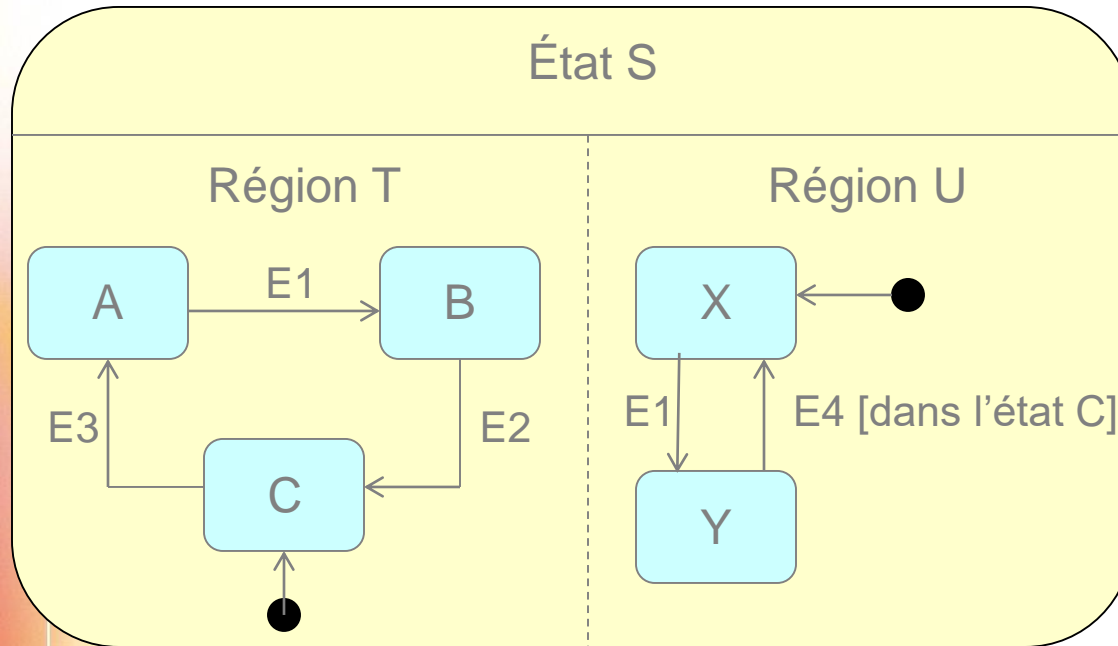 État S
Région T
Région U
A
E1
B
X
E3
E2
E1
E4 [dans l’état C]
C
Y